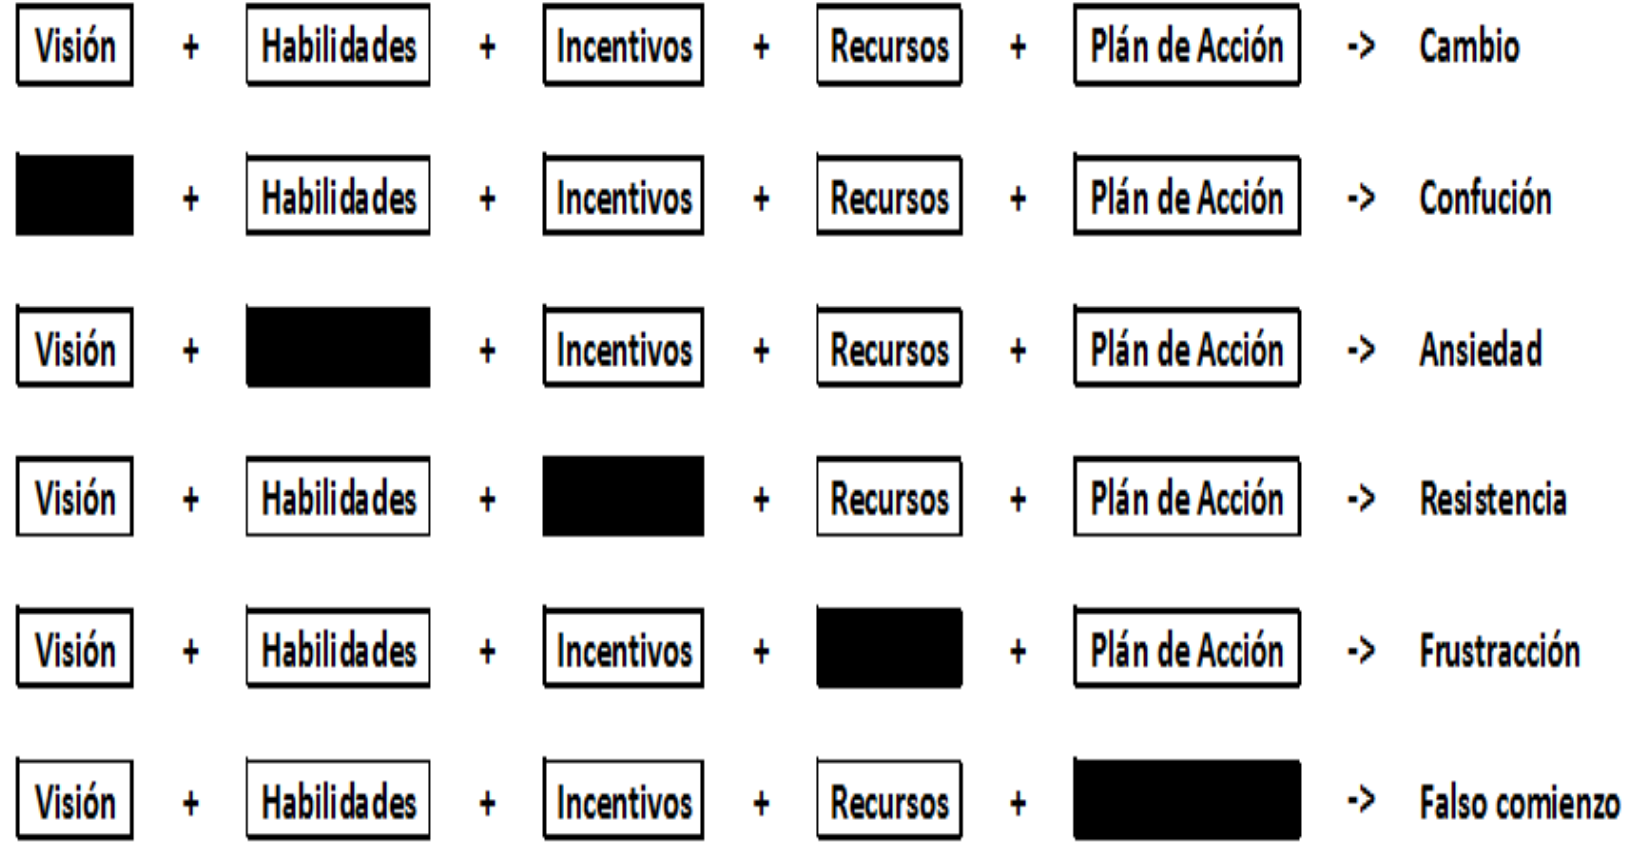 Visión + Habilidades + Incentivos + Recursos + Plán de Acción -> Cambio
+ Habilidades + Incentivos + Recursos + Plán de Acción -> Confución
Visión + + Incentivos + Recursos + Plán de Acción -> Ansiedad
Visión + Habilidades + + Recursos + Plán de Acción -> Resistencia
Visión + Habilidades + Incentivos + + Plán de Acción -> Frustracción
Visión + Habilidades + Incentivos + Recursos + -> Falso comienzo